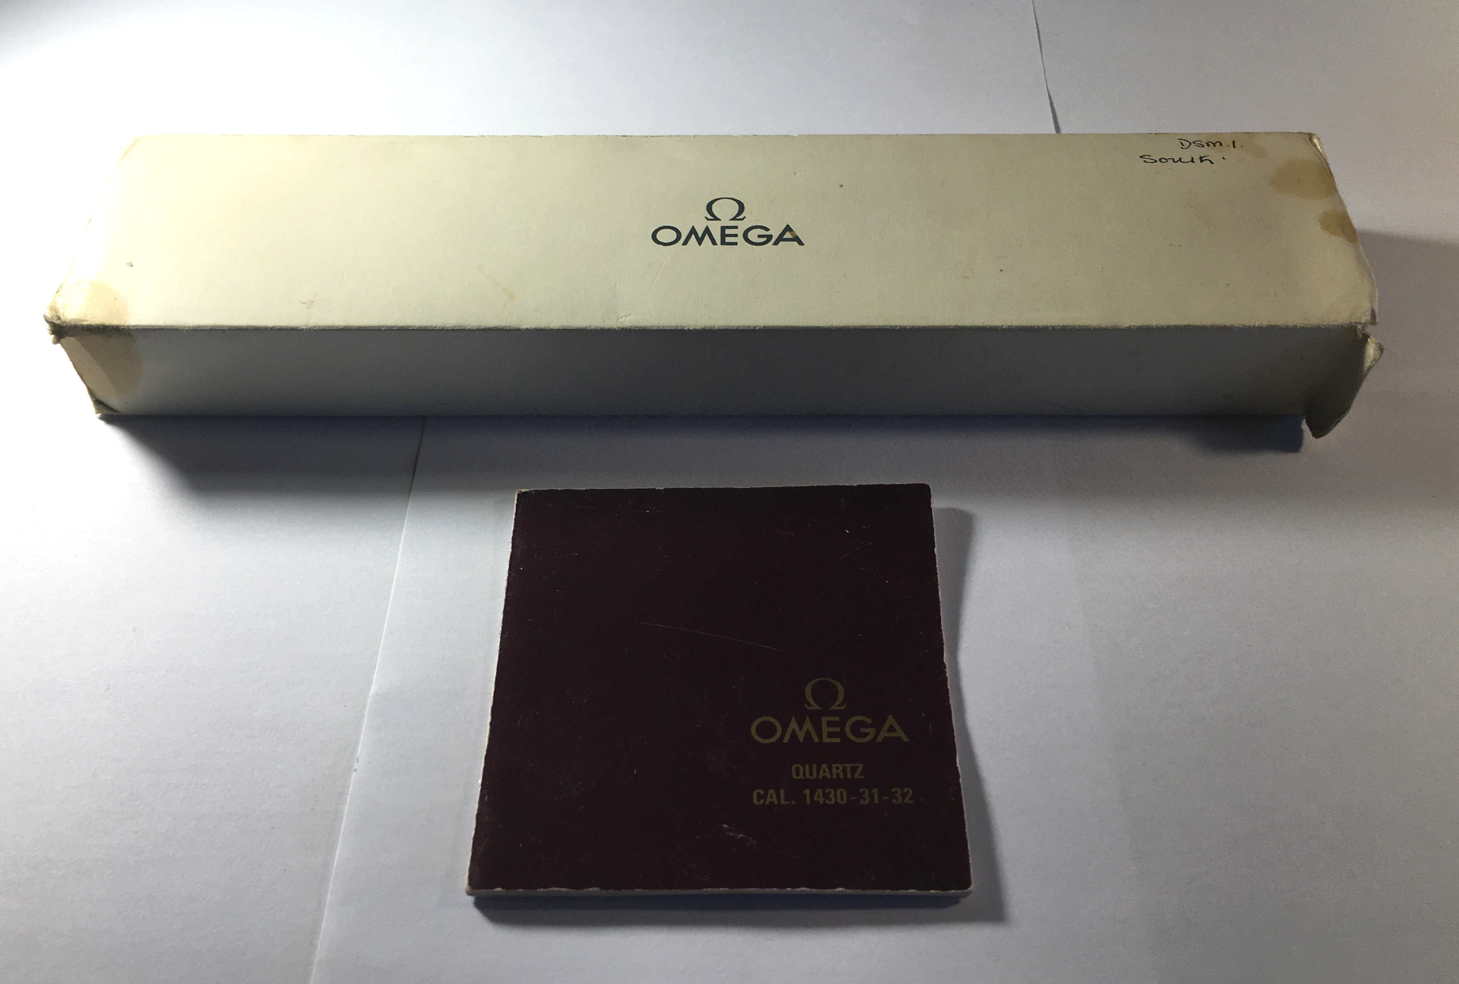 DSM.1.
South.
Ω
OMEGA
Ω
OMEGA
QUARTZ
CAL. 1430-31-32